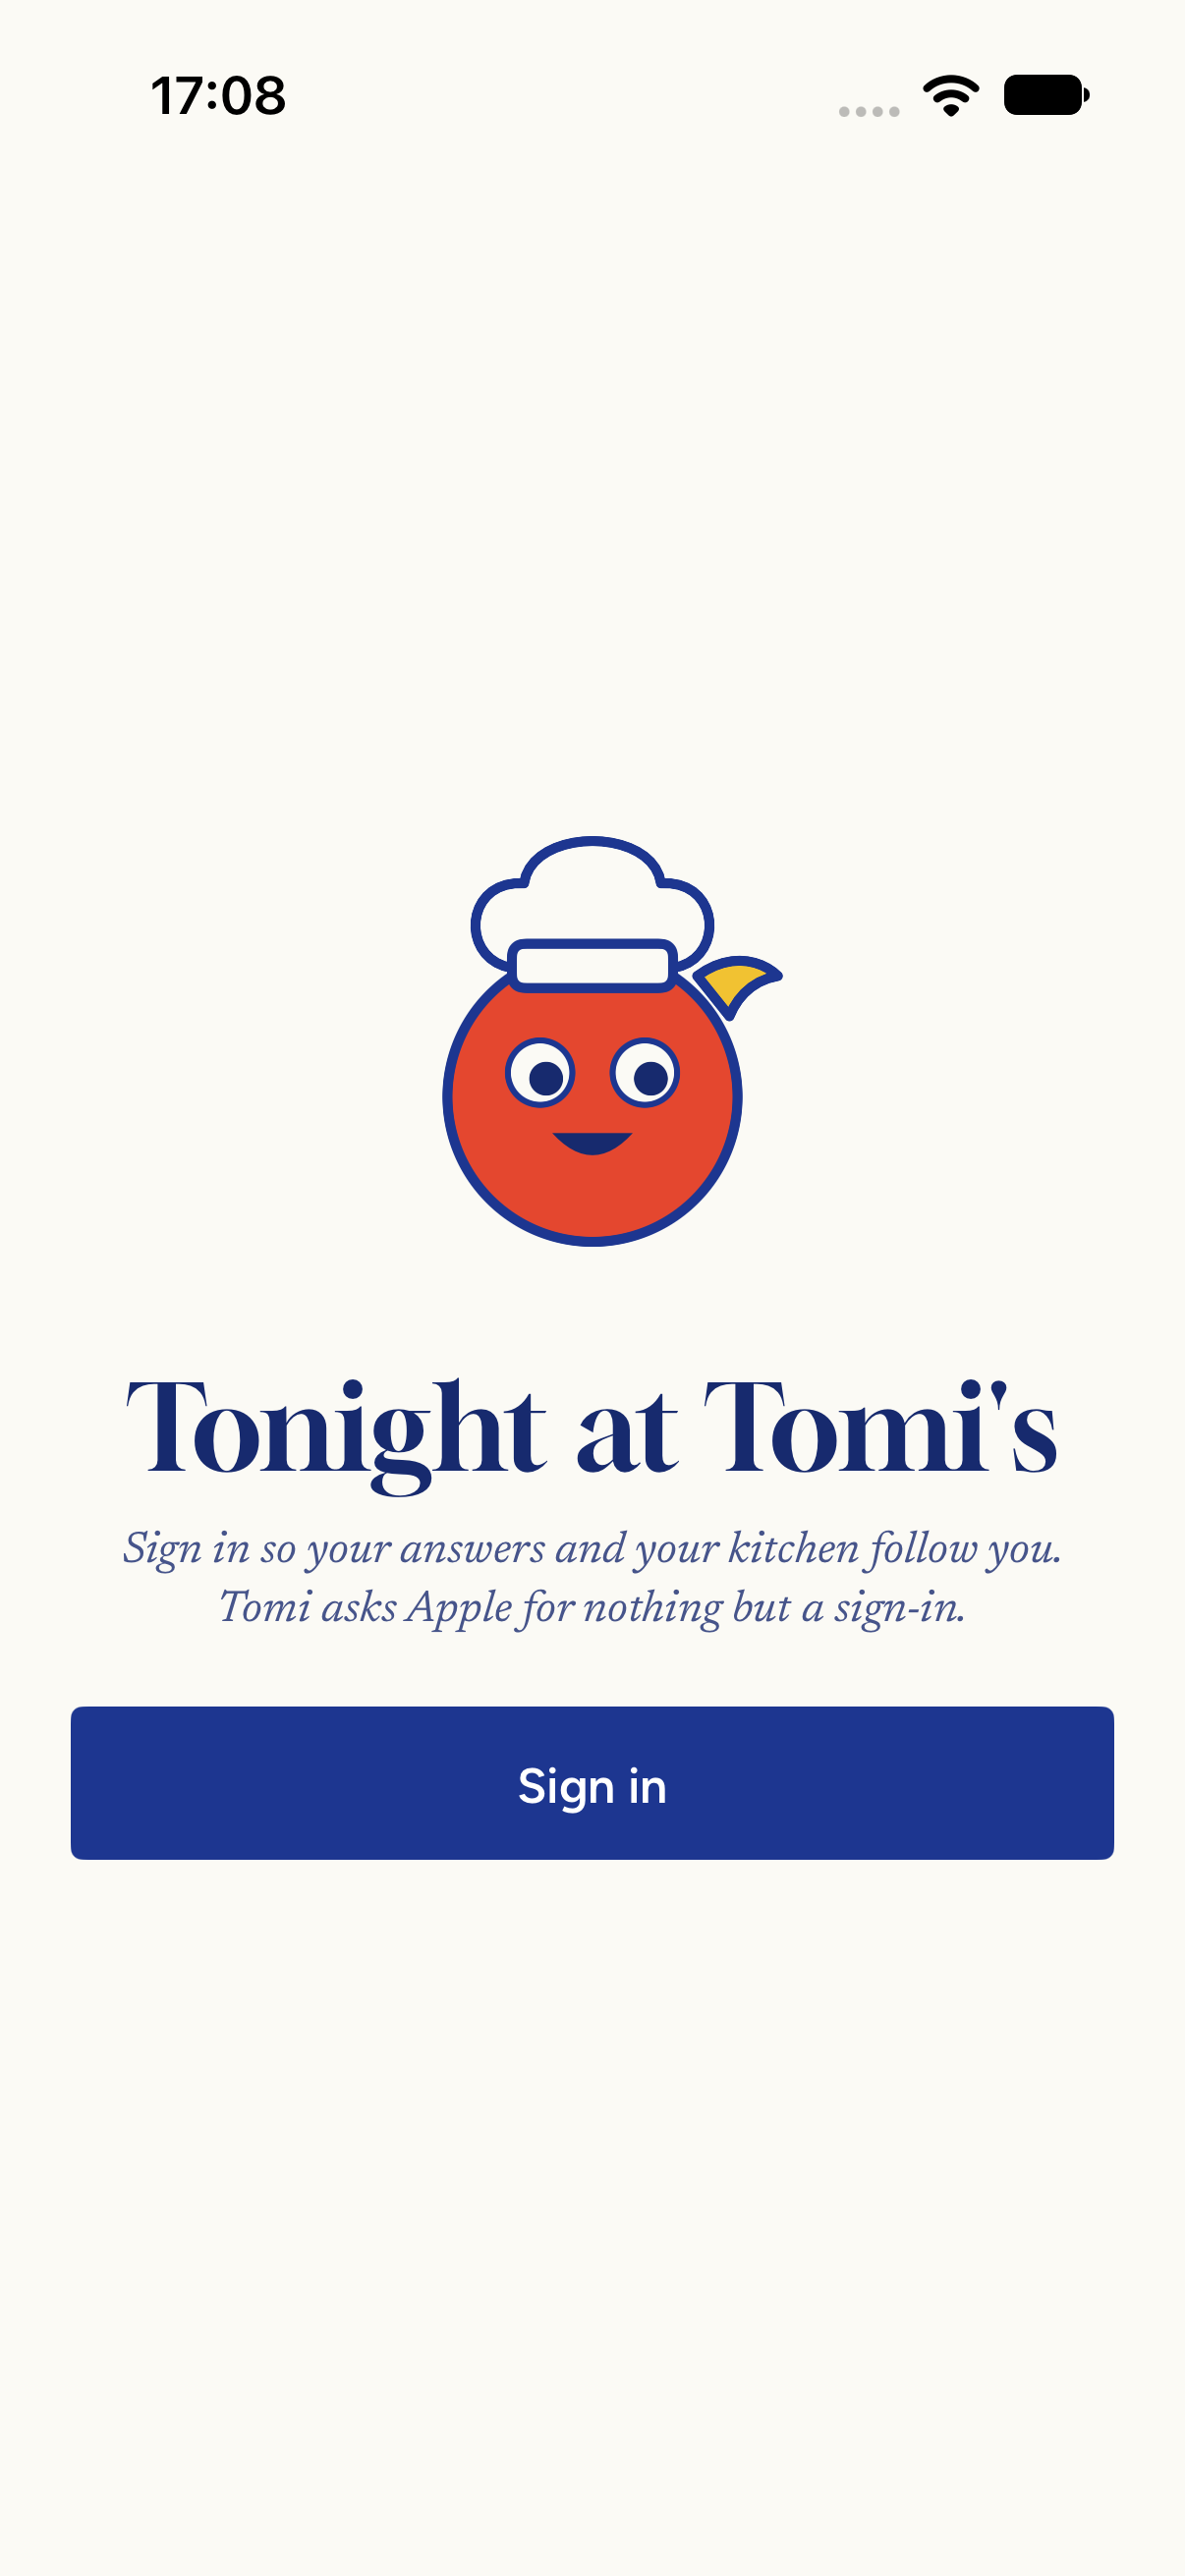 17:08
Tonight at Tomi's
Sign in so your answers and your kitchen follow you.
Tomi asks Apple for nothing but a sign-in.
Sign in